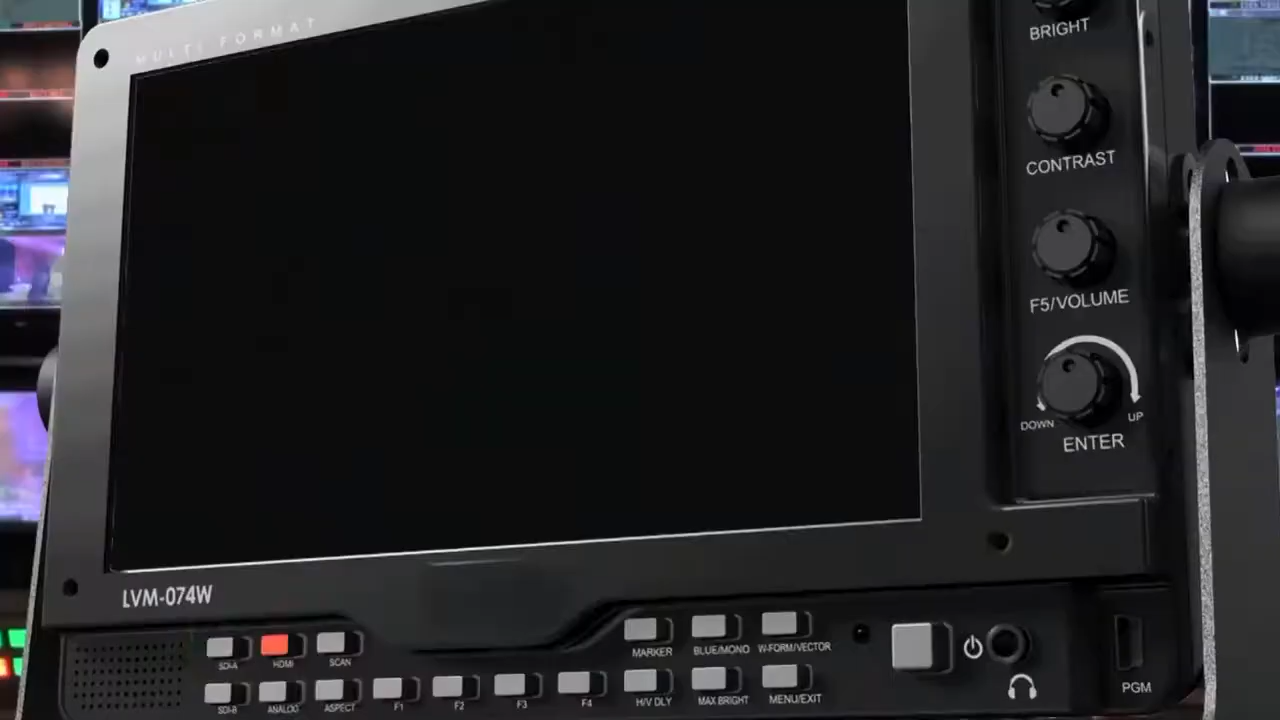 MULTI FORMAT
BRIGHT
CONTRAST
F5/VOLUME
DOWN
UP
ENTER
LVM-074W
SDI-A
HDMI
SCAN
MARKER
BLUE/MONO
W-FORM/VECTOR
SDI-B
ANALOG
ASPECT
F1
F2
F3
F4
H/V DLY
MAX BRIGHT
MENU/EXIT
PGM